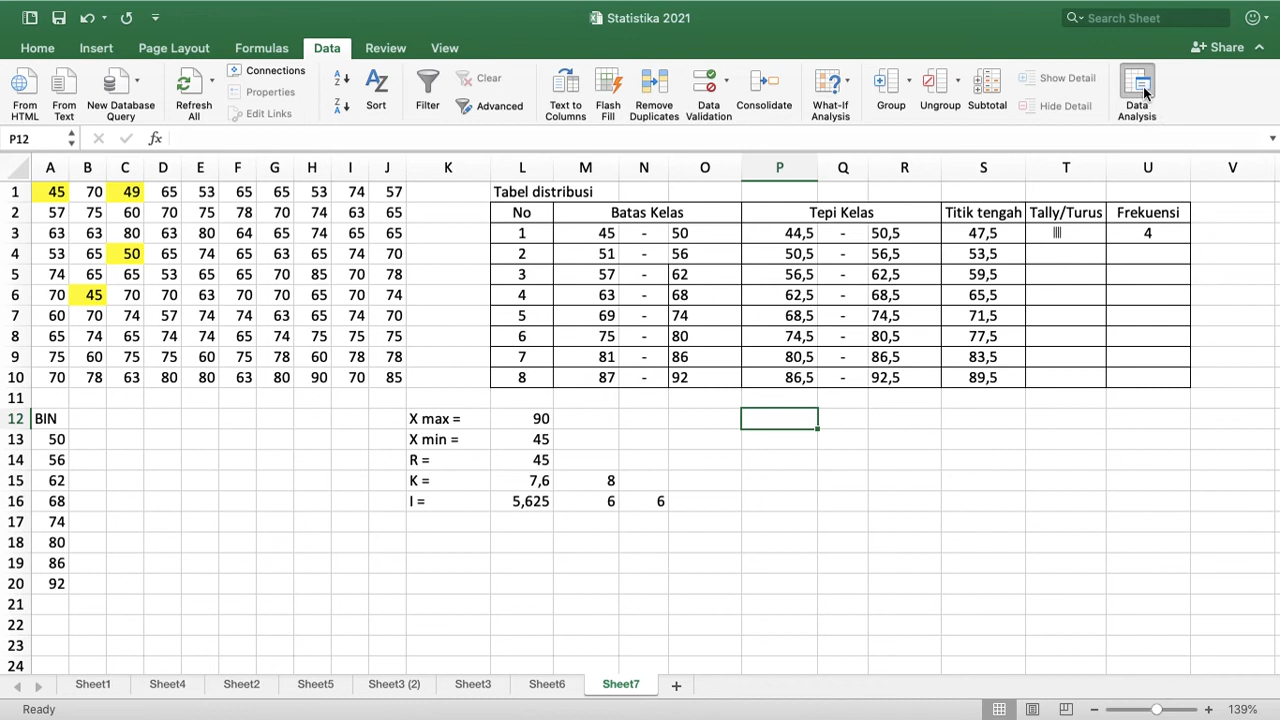 Statistika 2021
Search Sheet
Home Insert Page Layout Formulas Data Review View
Share
From HTML
From Text
New Database Query
Refresh All
Connections
Properties
Edit Links
Sort
Filter
Clear
Advanced
Text to Columns
Flash Fill
Remove Duplicates
Data Validation
Consolidate
What-If Analysis
Group
Ungroup
Subtotal
Show Detail
Hide Detail
Data Analysis
P12 fx
A B C D E F G H I J K L M N O P Q R S T U V
1 45 70 49 65 53 65 65 53 74 57 Tabel distribusi
2 57 75 60 70 75 78 70 74 63 65 No Batas Kelas Tepi Kelas Titik tengah Tally/Turus Frekuensi
3 63 63 80 63 80 64 65 74 65 65 1 45 - 50 44,5 - 50,5 47,5 |||| 4
4 53 65 50 65 74 65 63 65 74 70 2 51 - 56 50,5 - 56,5 53,5
5 74 65 65 53 65 65 70 85 70 78 3 57 - 62 56,5 - 62,5 59,5
6 70 45 70 70 63 70 70 65 70 74 4 63 - 68 62,5 - 68,5 65,5
7 60 70 74 57 74 74 63 65 74 70 5 69 - 74 68,5 - 74,5 71,5
8 65 74 65 74 74 65 74 75 75 75 6 75 - 80 74,5 - 80,5 77,5
9 75 60 75 75 60 75 78 60 78 78 7 81 - 86 80,5 - 86,5 83,5
10 70 78 63 80 80 63 80 90 70 85 8 87 - 92 86,5 - 92,5 89,5
11
12 BIN X max = 90
13 50 X min = 45
14 56 R = 45
15 62 K = 7,6 8
16 68 I = 5,625 6 6
17 74
18 80
19 86
20 92
21
22
23
24
Sheet1 Sheet4 Sheet2 Sheet5 Sheet3 (2) Sheet3 Sheet6 Sheet7
Ready 139%